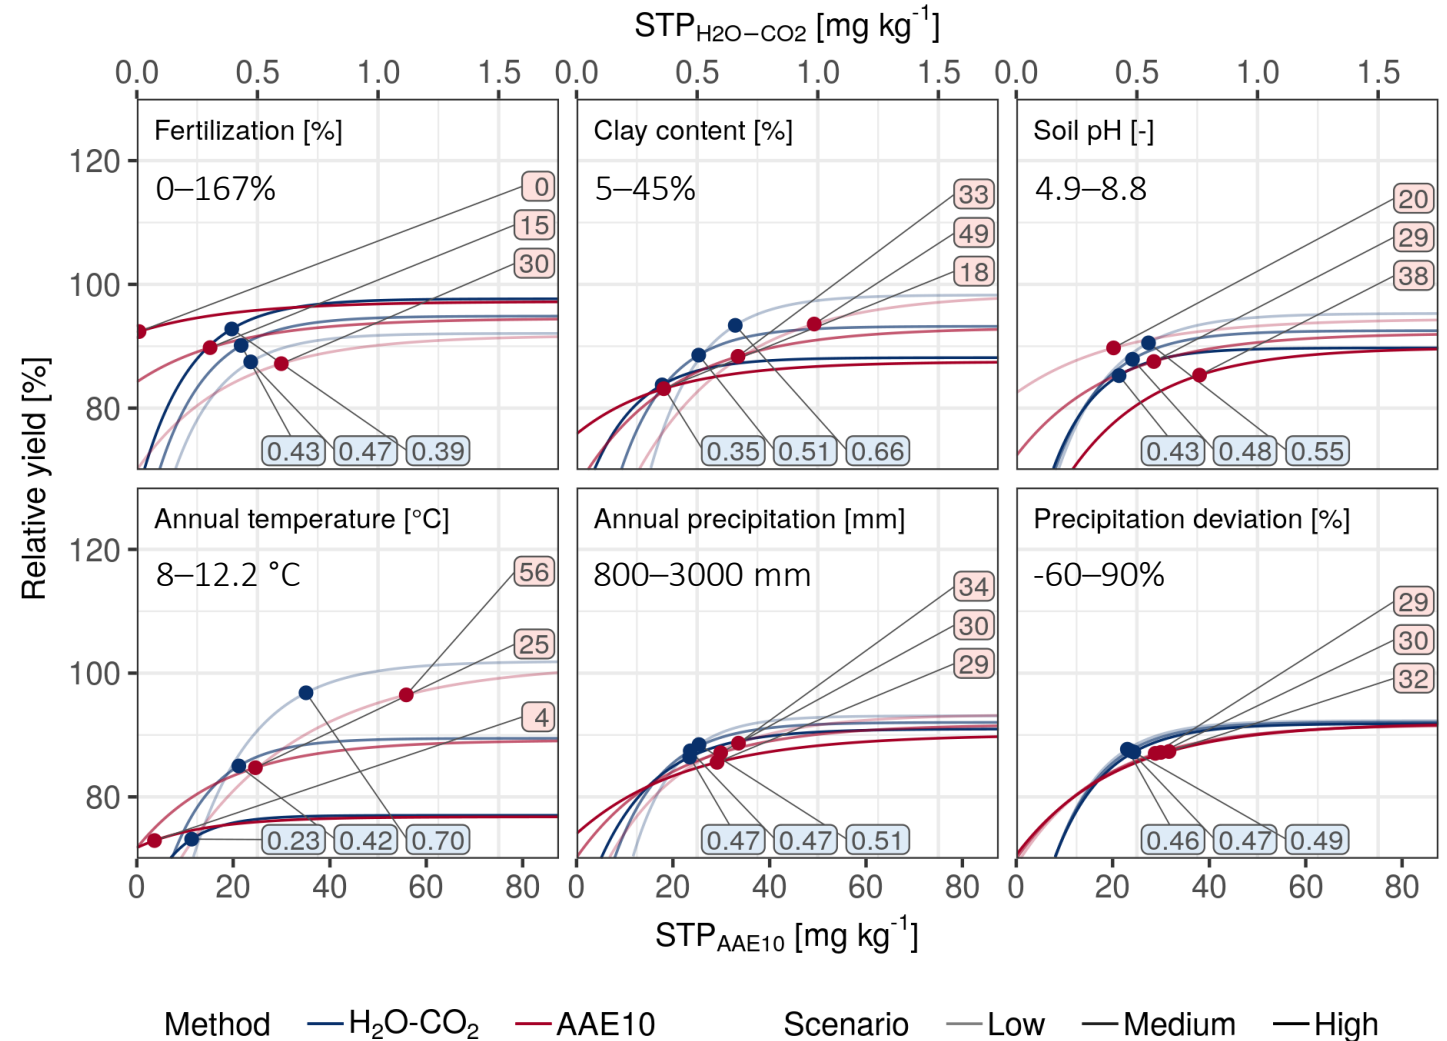 STPH2O−CO2 [mg kg-1]
0.0 0.5 1.0 1.5 0.0 0.5 1.0 1.5 0.0 0.5 1.0 1.5
Relative yield [%]
120
100
80
Fertilization [%]
0–167%
0
15
30
0.43 0.47 0.39
Clay content [%]
5–45%
33
49
18
0.35 0.51 0.66
Soil pH [-]
4.9–8.8
20
29
38
0.43 0.48 0.55
120
100
80
Annual temperature [°C]
8–12.2 °C
56
25
4
0.23 0.42 0.70
Annual precipitation [mm]
800–3000 mm
34
30
29
0.47 0.47 0.51
Precipitation deviation [%]
-60–90%
29
30
32
0.46 0.47 0.49
0 20 40 60 80 0 20 40 60 80 0 20 40 60 80
STPAAE10 [mg kg-1]
Method H2O-CO2 AAE10 Scenario Low Medium High